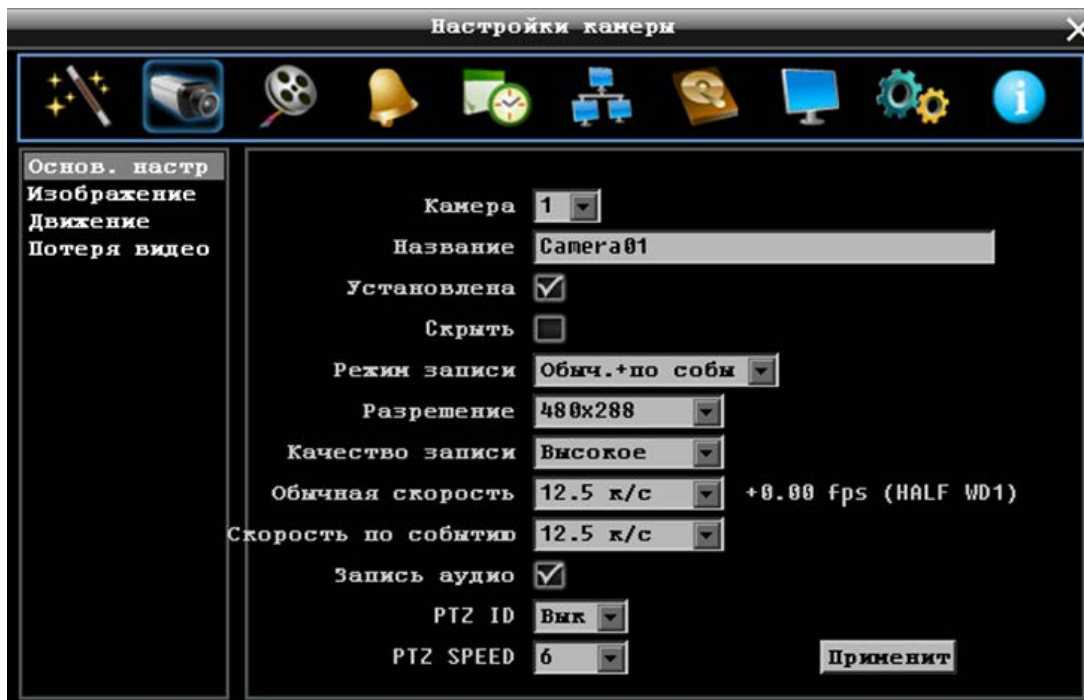 Настройки камеры
Основ. настр
Изображение
Движение
Потеря видео
Камера 1
Название Camera01
Установлена
Скрыть
Режим записи Обыч.+по собы
Разрешение 480x288
Качество записи Высокое
Обычная скорость 12.5 к/с +0.00 fps (HALF WD1)
Скорость по событию 12.5 к/с
Запись аудио
PTZ ID Вык
PTZ SPEED 6
Применит